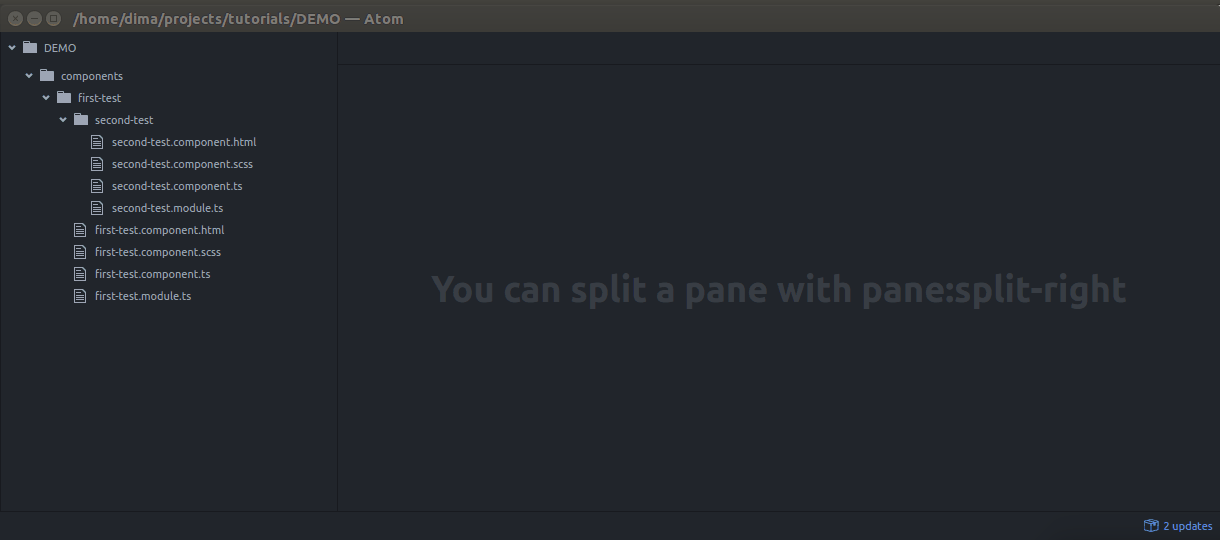 /home/dima/projects/tutorials/DEMO — Atom
DEMO
components
first-test
second-test
second-test.component.html
second-test.component.scss
second-test.component.ts
second-test.module.ts
first-test.component.html
first-test.component.scss
first-test.component.ts
first-test.module.ts
You can split a pane with pane:split-right
2 updates